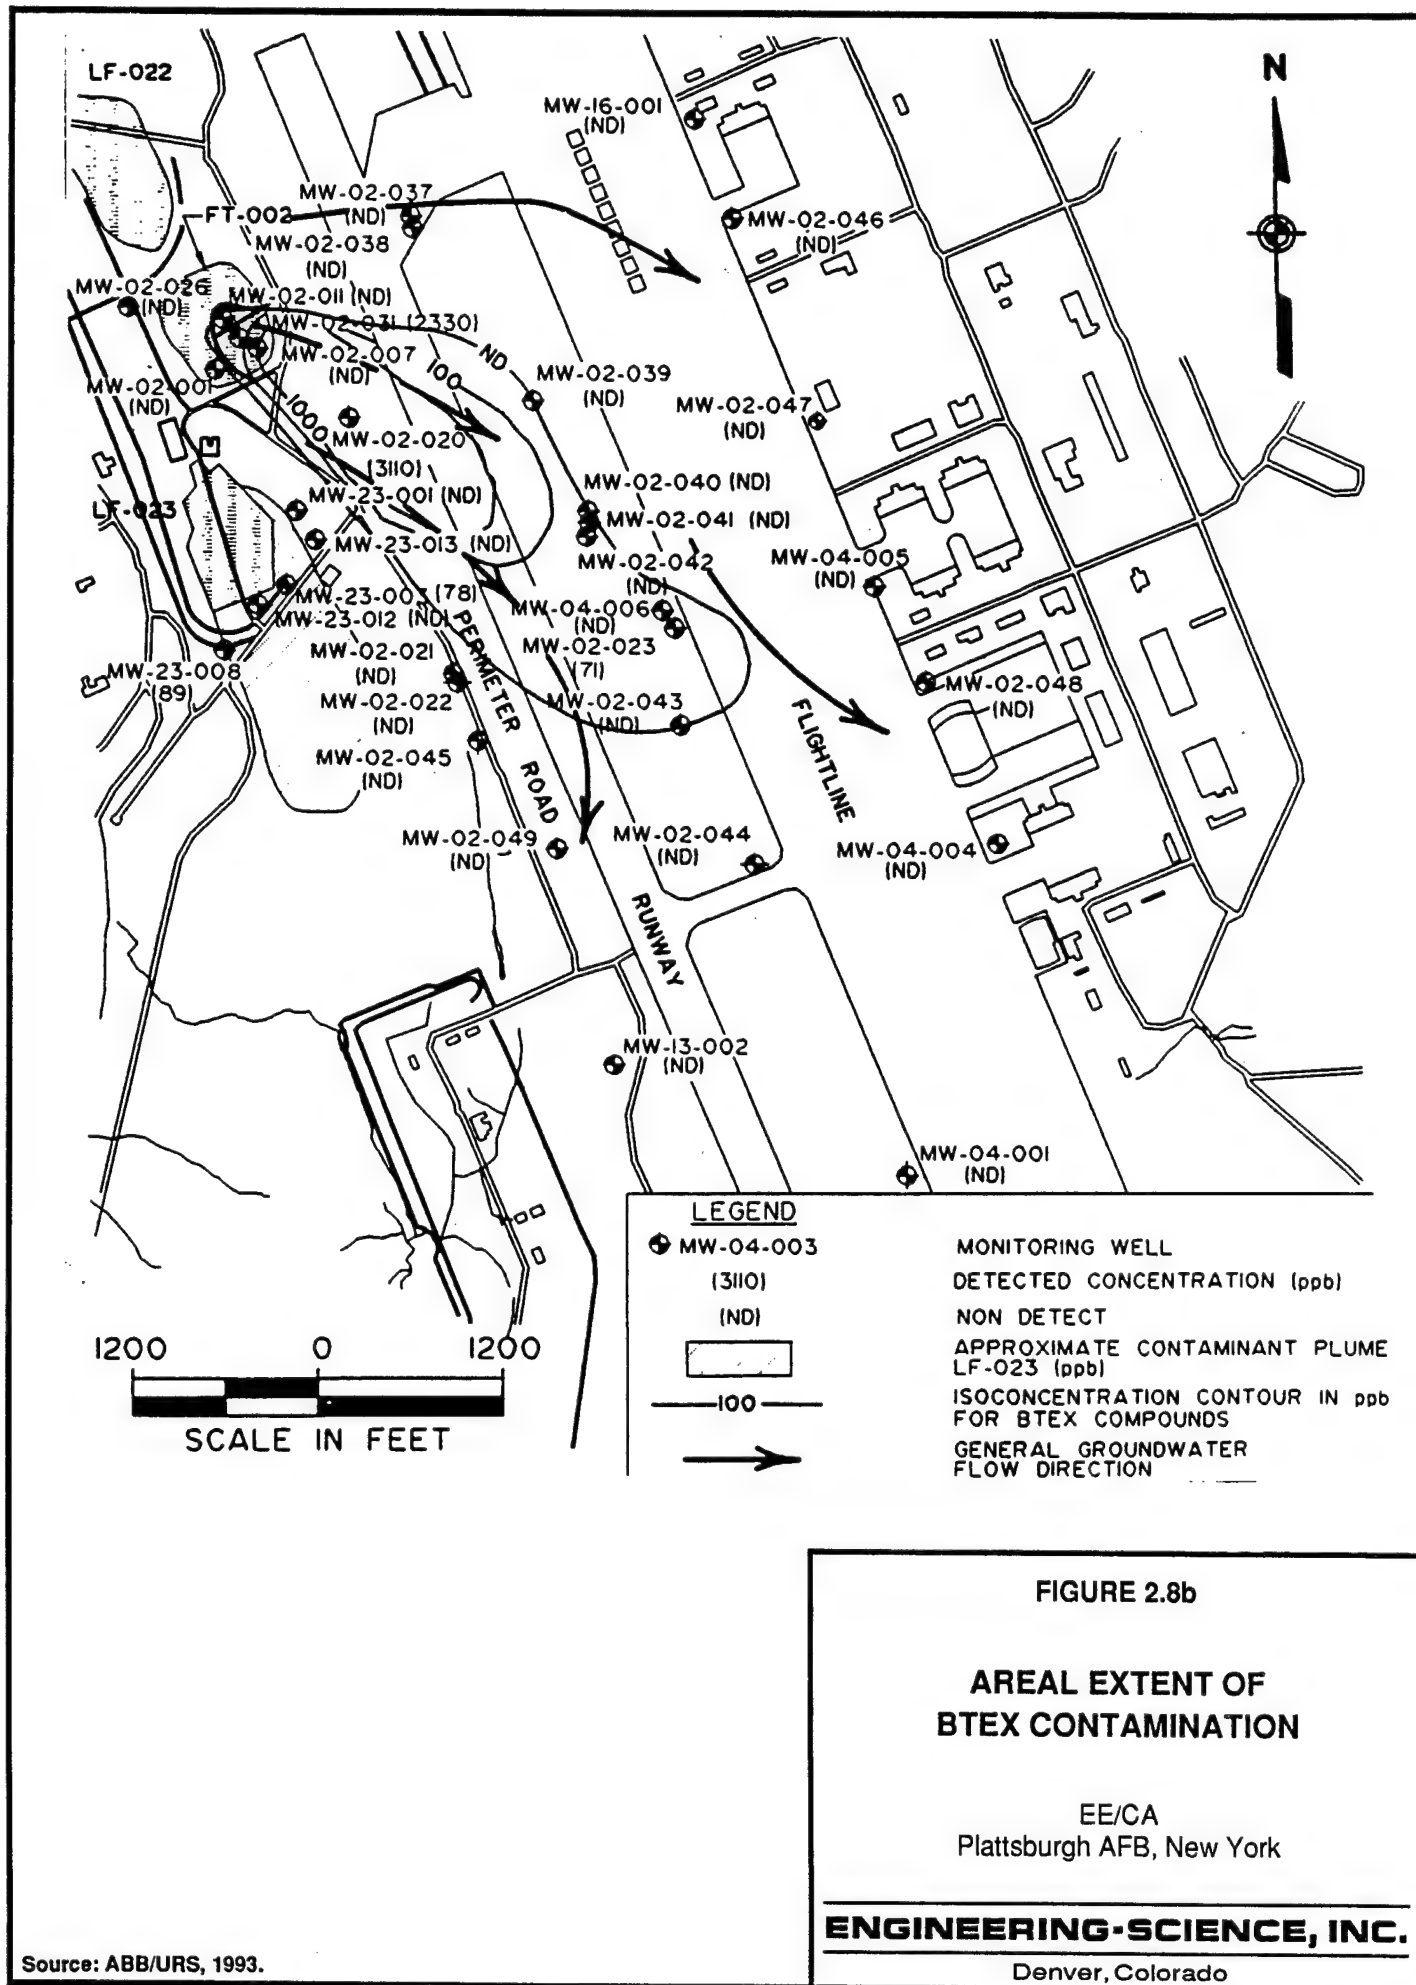 LF-022
N
MW-16-001
(ND)
MW-02-037
(ND)
FT-002
MW-02-046
(ND)
MW-02-038
(ND)
MW-02-026
(ND)
MW-02-011 (ND)
MW-02-031 (2330)
MW-02-007
(ND)
ND
100
MW-02-039
(ND)
MW-02-001
(ND)
1000
MW-02-047
(ND)
MW-02-020
(3110)
MW-02-040 (ND)
LF-023
MW-23-001 (ND)
MW-02-041 (ND)
MW-23-013 (ND)
MW-02-042
(ND)
MW-04-005
(ND)
MW-23-003 (78)
MW-04-006
(ND)
MW-23-012 (ND)
PERIMETER ROAD
MW-02-021
(ND)
MW-02-023
(71)
MW-23-008
(89)
MW-02-022
(ND)
MW-02-043
(ND)
MW-02-048
(ND)
FLIGHTLINE
MW-02-045
(ND)
MW-02-049
(ND)
MW-02-044
(ND)
MW-04-004
(ND)
RUNWAY
MW-13-002
(ND)
MW-04-001
(ND)
LEGEND
MW-04-003 MONITORING WELL
(3110) DETECTED CONCENTRATION (ppb)
(ND) NON DETECT
APPROXIMATE CONTAMINANT PLUME
LF-023 (ppb)
100 ISOCONCENTRATION CONTOUR IN ppb
FOR BTEX COMPOUNDS
GENERAL GROUNDWATER
FLOW DIRECTION
1200 0 1200
SCALE IN FEET
FIGURE 2.8b
AREAL EXTENT OF
BTEX CONTAMINATION
EE/CA
Plattsburgh AFB, New York
ENGINEERING-SCIENCE, INC.
Denver, Colorado
Source: ABB/URS, 1993.